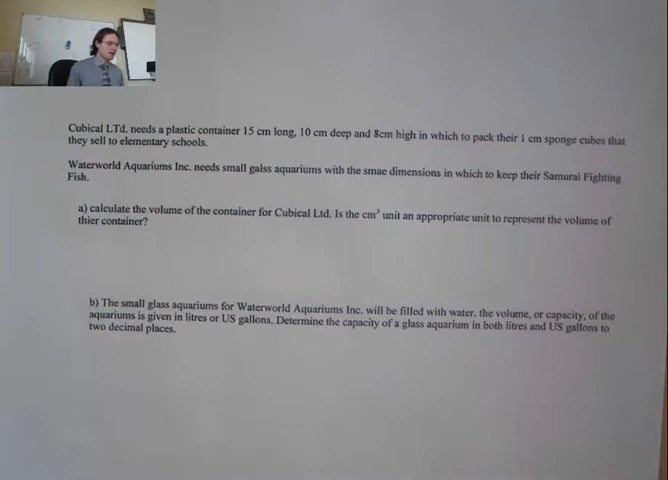 Cubical LTd. needs a plastic container 15 cm long, 10 cm deep and 8cm high in which to pack their 1 cm sponge cubes that
they sell to elementary schools.
Waterworld Aquariums Inc. needs small galss aquariums with the smae dimensions in which to keep their Samurai Fighting
Fish.
a) calculate the volume of the container for Cubical Ltd. Is the cm³ unit an appropriate unit to represent the volume of
thier container?
b) The small glass aquariums for Waterworld Aquariums Inc. will be filled with water. the volume, or capacity, of the
aquariums is given in litres or US gallons. Determine the capacity of a glass aquarium in both litres and US gallons to
two decimal places.